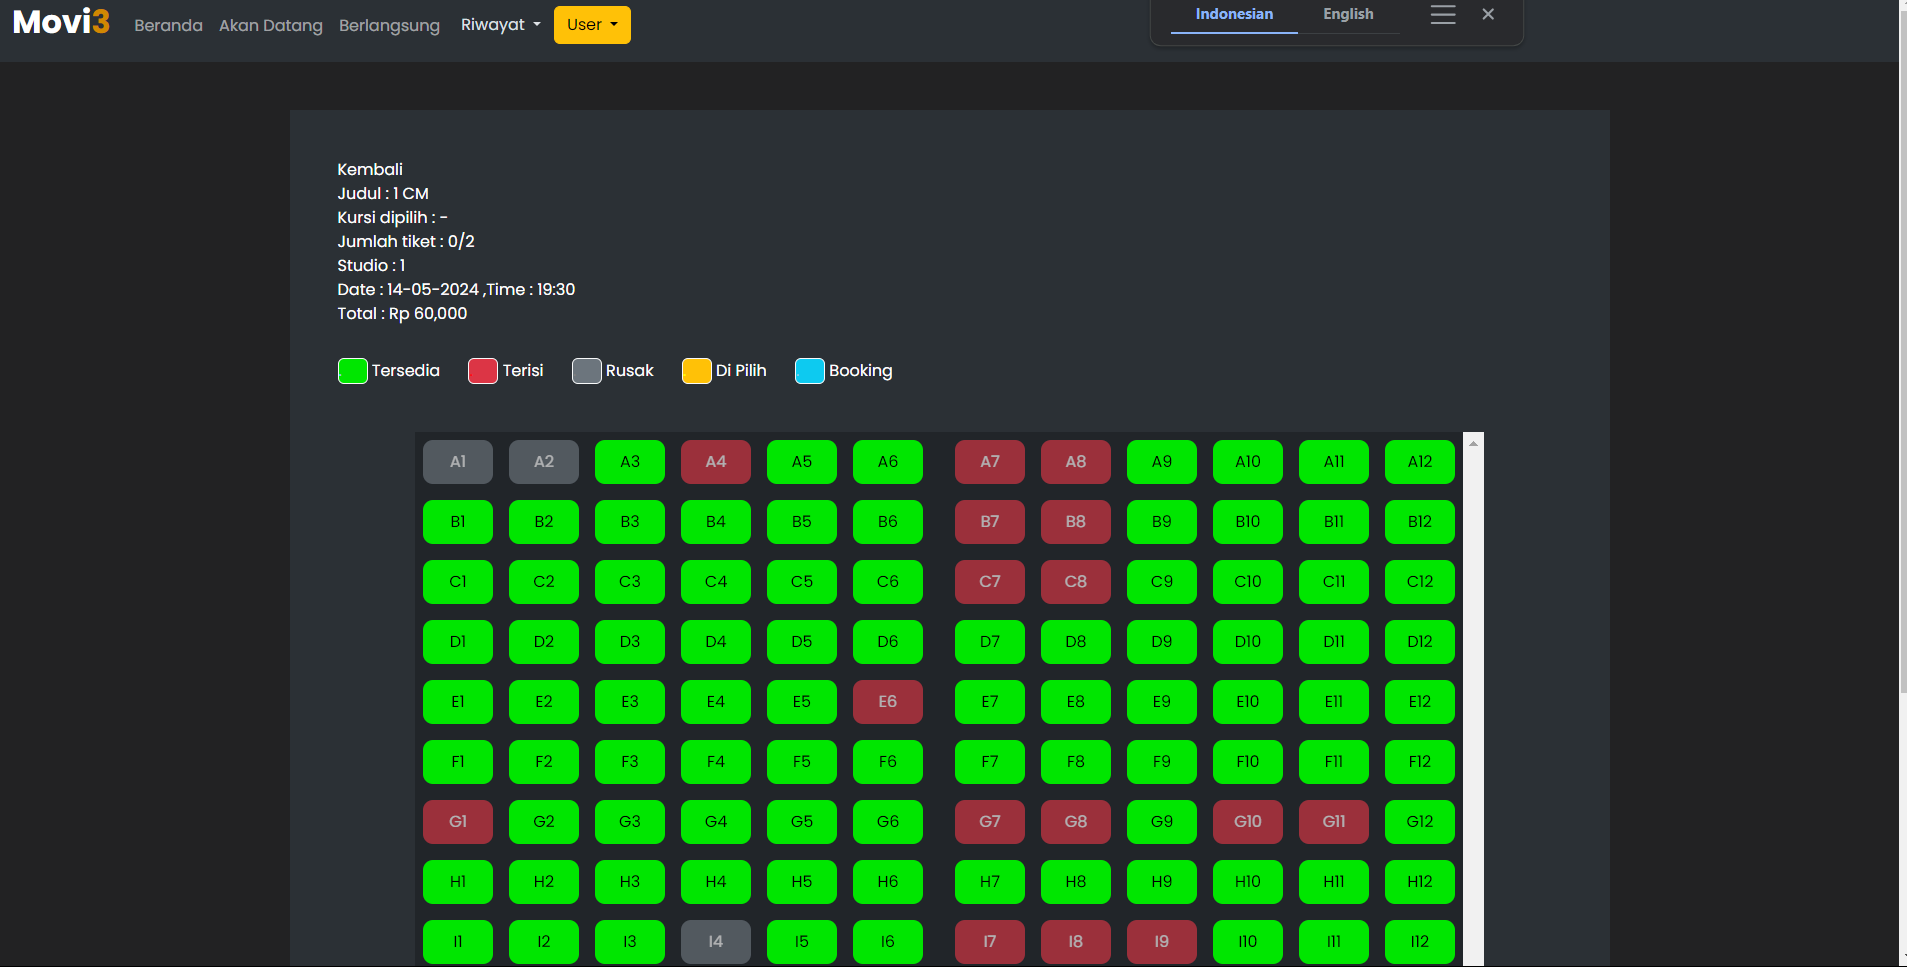 Movi3 Beranda Akan Datang Berlangsung Riwayat User Indonesian English
Kembali
Judul : 1 CM
Kursi dipilih : -
Jumlah tiket : 0/2
Studio : 1
Date : 14-05-2024 ,Time : 19:30
Total : Rp 60,000
Tersedia Terisi Rusak Di Pilih Booking
A1 A2 A3 A4 A5 A6 A7 A8 A9 A10 A11 A12
B1 B2 B3 B4 B5 B6 B7 B8 B9 B10 B11 B12
C1 C2 C3 C4 C5 C6 C7 C8 C9 C10 C11 C12
D1 D2 D3 D4 D5 D6 D7 D8 D9 D10 D11 D12
E1 E2 E3 E4 E5 E6 E7 E8 E9 E10 E11 E12
F1 F2 F3 F4 F5 F6 F7 F8 F9 F10 F11 F12
G1 G2 G3 G4 G5 G6 G7 G8 G9 G10 G11 G12
H1 H2 H3 H4 H5 H6 H7 H8 H9 H10 H11 H12
I1 I2 I3 I4 I5 I6 I7 I8 I9 I10 I11 I12